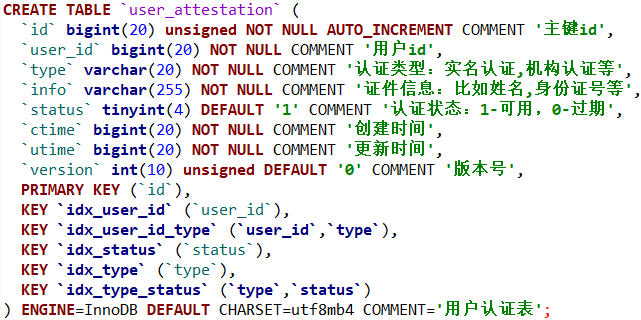 CREATE TABLE `user_attestation` (
  `id` bigint(20) unsigned NOT NULL AUTO_INCREMENT COMMENT '主键id',
  `user_id` bigint(20) NOT NULL COMMENT '用户id',
  `type` varchar(20) NOT NULL COMMENT '认证类型：实名认证,机构认证等',
  `info` varchar(255) NOT NULL COMMENT '证件信息：比如姓名,身份证号等',
  `status` tinyint(4) DEFAULT '1' COMMENT '认证状态：1-可用，0-过期',
  `ctime` bigint(20) NOT NULL COMMENT '创建时间',
  `utime` bigint(20) NOT NULL COMMENT '更新时间',
  `version` int(10) unsigned DEFAULT '0' COMMENT '版本号',
  PRIMARY KEY (`id`),
  KEY `idx_user_id` (`user_id`),
  KEY `idx_user_id_type` (`user_id`,`type`),
  KEY `idx_status` (`status`),
  KEY `idx_type` (`type`),
  KEY `idx_type_status` (`type`,`status`)
) ENGINE=InnoDB DEFAULT CHARSET=utf8mb4 COMMENT='用户认证表';